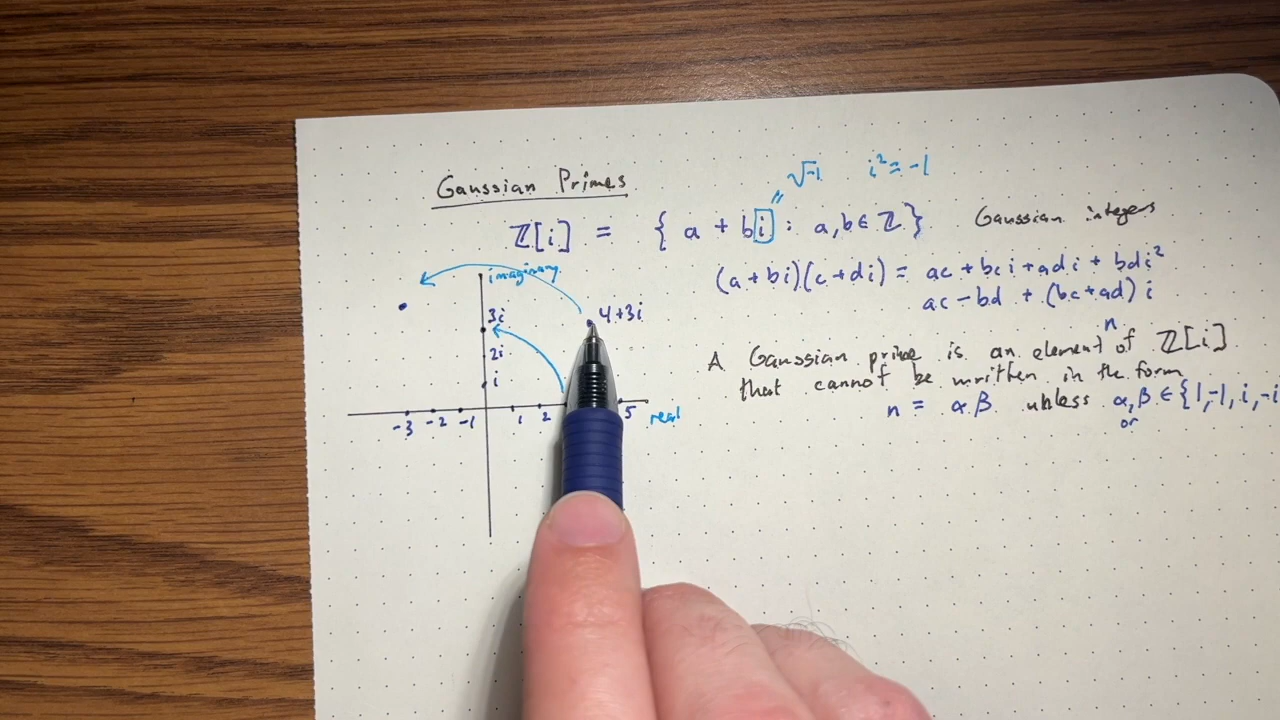 Gaussian Primes
√-1 i² = -1
ℤ[i] = { a + bi : a,b ∈ ℤ } Gaussian integers
(a + bi)(c + di) = ac + bci + adi + bdi²
ac - bd + (bc + ad) i
imaginary
3i
4+3i
2i
i
-3 -2 -1 1 2 5 real
n
A Gaussian prime is an element of ℤ[i]
that cannot be written in the form
n = αβ unless α,β ∈ {1,-1, i, -i
or